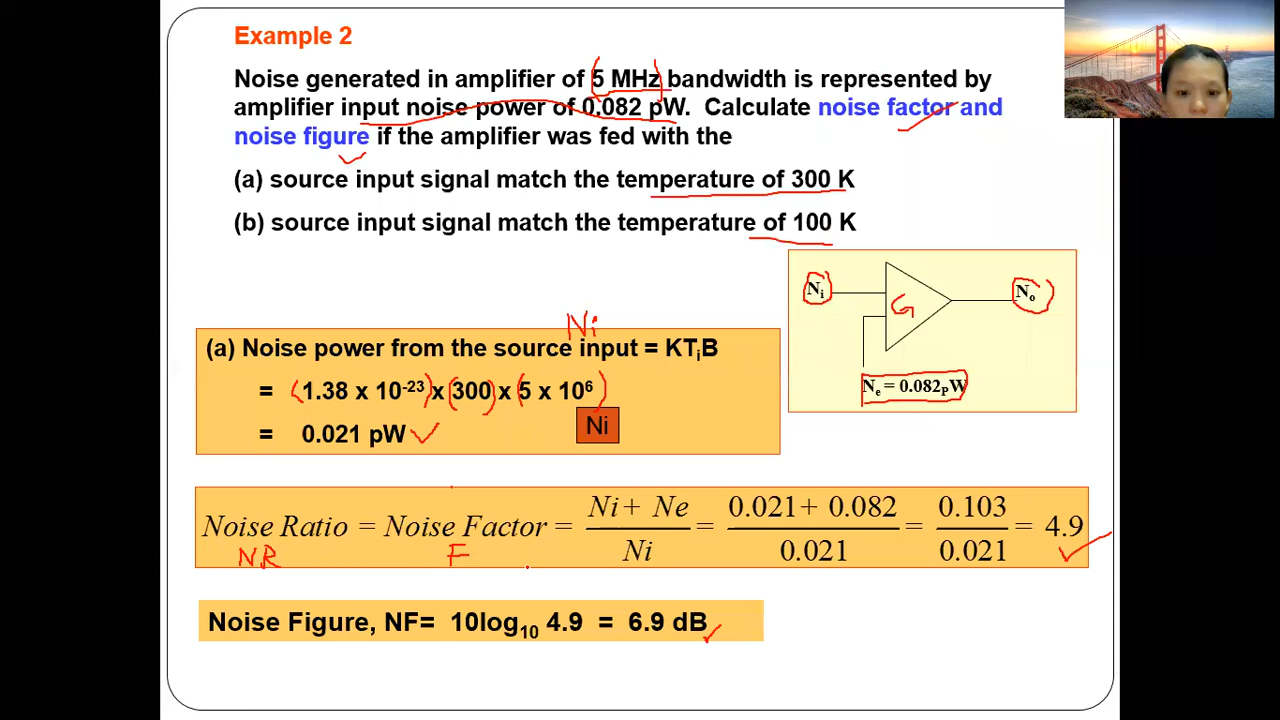 Example 2
Noise generated in amplifier of 5 MHz bandwidth is represented by
amplifier input noise power of 0.082 pW. Calculate noise factor and
noise figure if the amplifier was fed with the
(a) source input signal match the temperature of 300 K
(b) source input signal match the temperature of 100 K
Ni
G
No
Ne = 0.082PW
Ni
(a) Noise power from the source input = KTiB
= (1.38 x 10-23) x (300) x (5 x 106)
= 0.021 pW
Ni
Noise Ratio = Noise Factor = Ni + Ne / Ni = 0.021 + 0.082 / 0.021 = 0.103 / 0.021 = 4.9
NR F
Noise Figure, NF= 10log10 4.9 = 6.9 dB